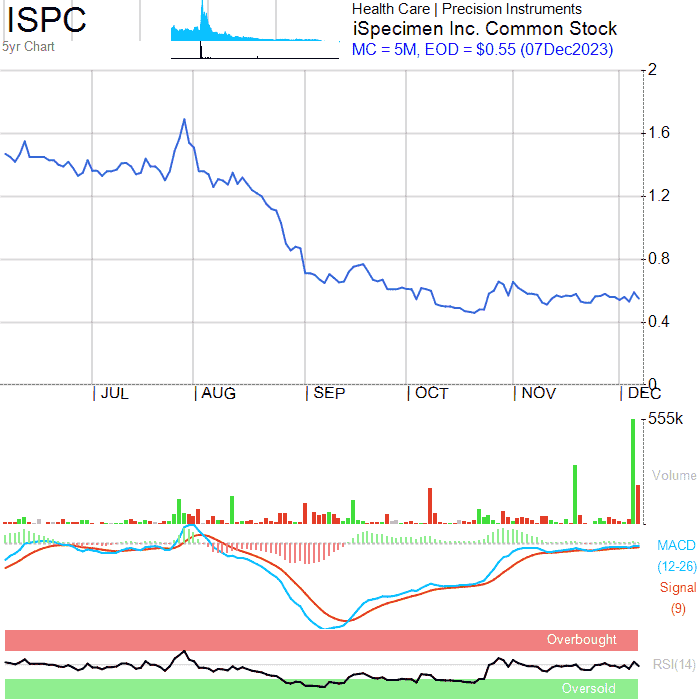 ISPC
5yr Chart
Health Care | Precision Instruments
iSpecimen Inc. Common Stock
MC = 5M, EOD = $0.55 (07Dec2023)
2
1.6
1.2
0.8
0.4
0
JUL
AUG
SEP
OCT
NOV
DEC
555k
Volume
MACD
(12-26)
Signal
(9)
Overbought
RSI(14)
Oversold